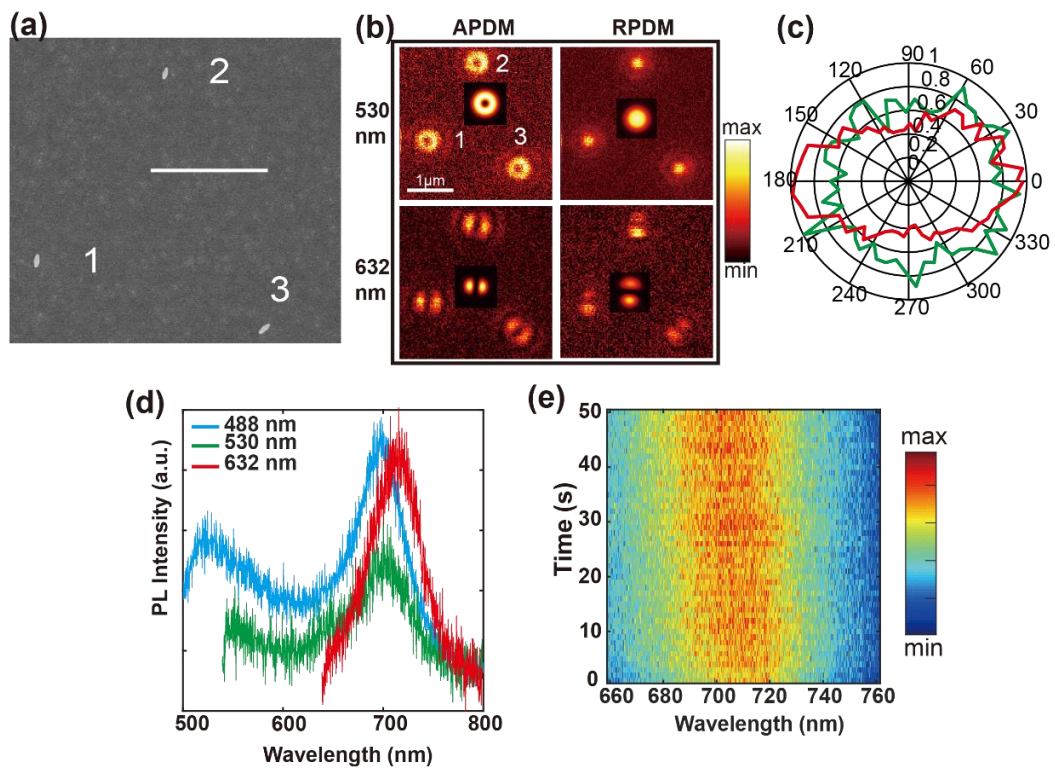 (a)
2
1
3
(b)
APDM
RPDM
530
nm
632
nm
2
1
3
1μm
max
min
(c)
90
1
0.8
0.6
0.4
0.2
0
120
60
150
30
180
0
210
330
240
300
270
(d)
488 nm
530 nm
632 nm
PL Intensity (a.u.)
500
600
700
800
Wavelength (nm)
(e)
50
40
30
20
10
0
Time (s)
660
680
700
720
740
760
Wavelength (nm)
max
min